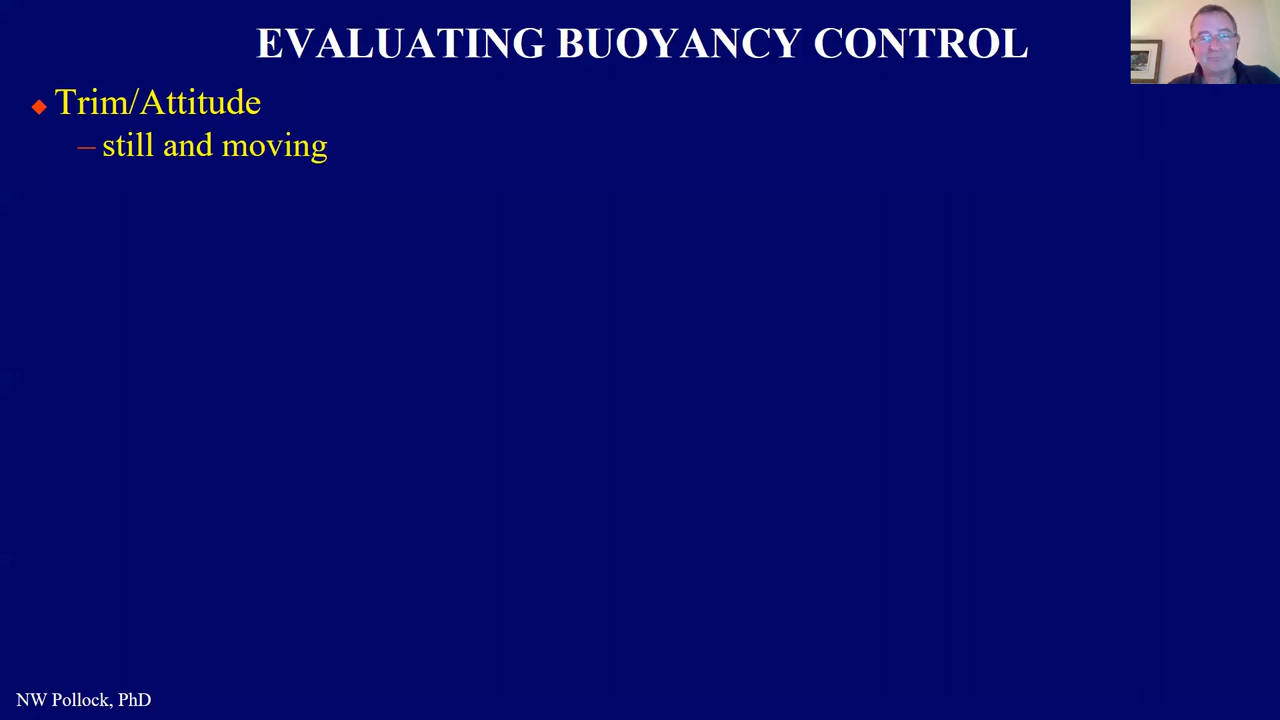 EVALUATING BUOYANCY CONTROL
Trim/Attitude
– still and moving
NW Pollock, PhD